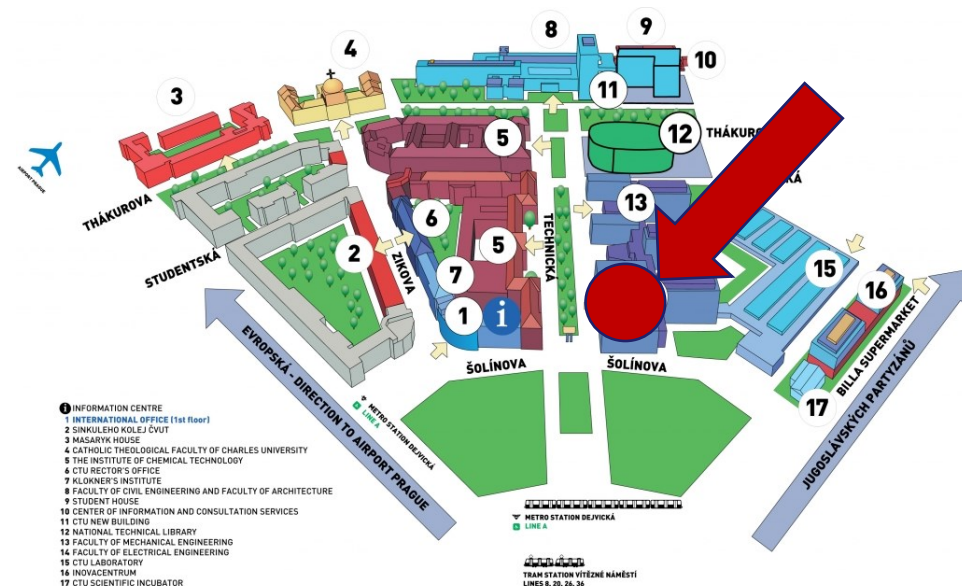 8
9
10
4
3
11
5
12
THÁKURO
KÁ
AIRPORT PRAGUE
THÁKUROVA
13
6
TECHNICKÁ
STUDENTSKÁ
2
ZIKOVA
5
15
7
16
1
i
EVROPSKÁ - DIRECTION TO AIRPORT PRAGUE
ŠOLÍNOVA
ŠOLÍNOVA
BILLA SUPERMARKET
JUGOSLÁVSKÝCH PARTYZÁNŮ
17
METRO STATION DEJVICKÁ
LINE A
i INFORMATION CENTRE
1 INTERNATIONAL OFFICE (1st floor)
2 SINKULEHO KOLEJ ČVUT
3 MASARYK HOUSE
4 CATHOLIC THEOLOGICAL FACULTY OF CHARLES UNIVERSITY
5 THE INSTITUTE OF CHEMICAL TECHNOLOGY
6 CTU RECTOR'S OFFICE
7 KLOKNER'S INSTITUTE
8 FACULTY OF CIVIL ENGINEERING AND FACULTY OF ARCHITECTURE
9 STUDENT HOUSE
10 CENTER OF INFORMATION AND CONSULTATION SERVICES
11 CTU NEW BUILDING
12 NATIONAL TECHNICAL LIBRARY
13 FACULTY OF MECHANICAL ENGINEERING
14 FACULTY OF ELECTRICAL ENGINEERING
15 CTU LABORATORY
16 INOVACENTRUM
17 CTU SCIENTIFIC INCUBATOR
METRO STATION DEJVICKÁ
LINE A
TRAM STATION VÍTĚZNÉ NÁMĚSTÍ
LINES 8, 20, 26, 36